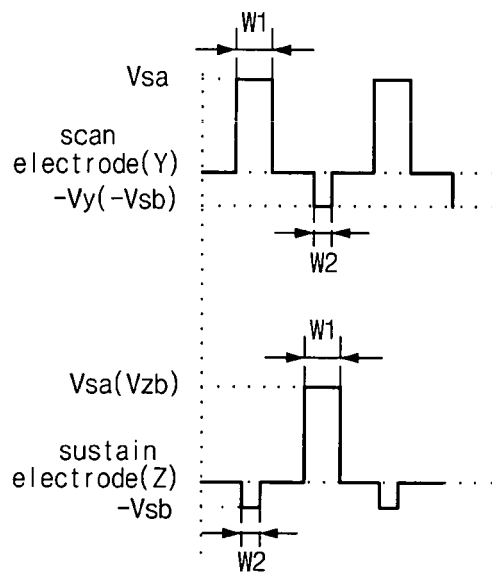 W1
Vsa
scan
electrode(Y)
-Vy(-Vsb)
W2
W1
Vsa(Vzb)
sustain
electrode(Z)
-Vsb
W2